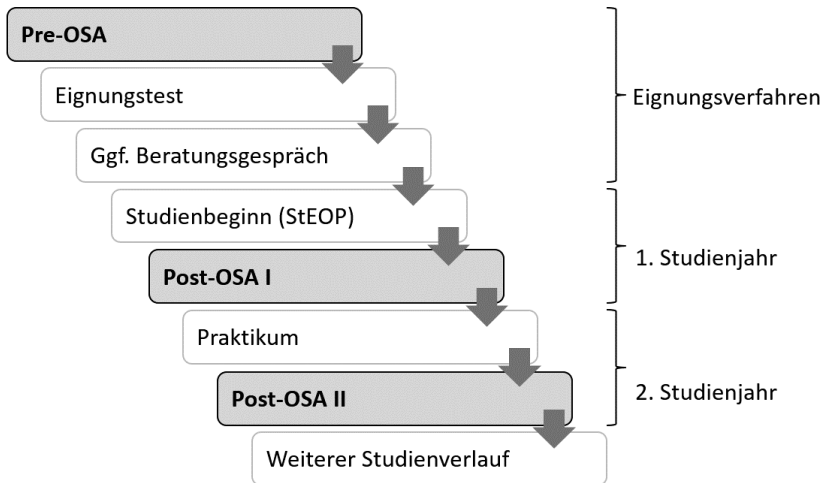 Pre-OSA
Eignungstest
Ggf. Beratungsgespräch
Eignungsverfahren
Studienbeginn (StEOP)
Post-OSA I
1. Studienjahr
Praktikum
Post-OSA II
2. Studienjahr
Weiterer Studienverlauf